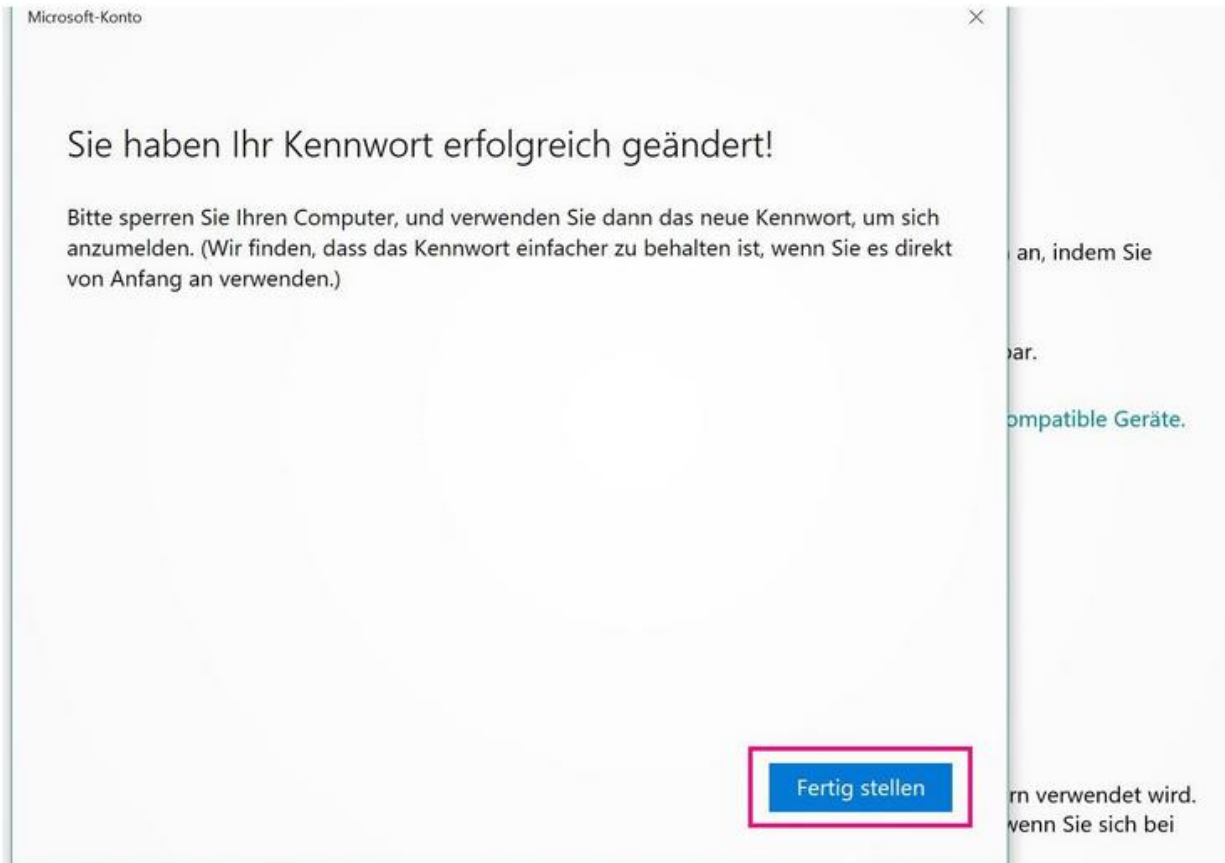 Microsoft-Konto
Sie haben Ihr Kennwort erfolgreich geändert!
Bitte sperren Sie Ihren Computer, und verwenden Sie dann das neue Kennwort, um sich
anzumelden. (Wir finden, dass das Kennwort einfacher zu behalten ist, wenn Sie es direkt
von Anfang an verwenden.)
an, indem Sie
bar.
ompatible Geräte.
Fertig stellen
rn verwendet wird.
wenn Sie sich bei